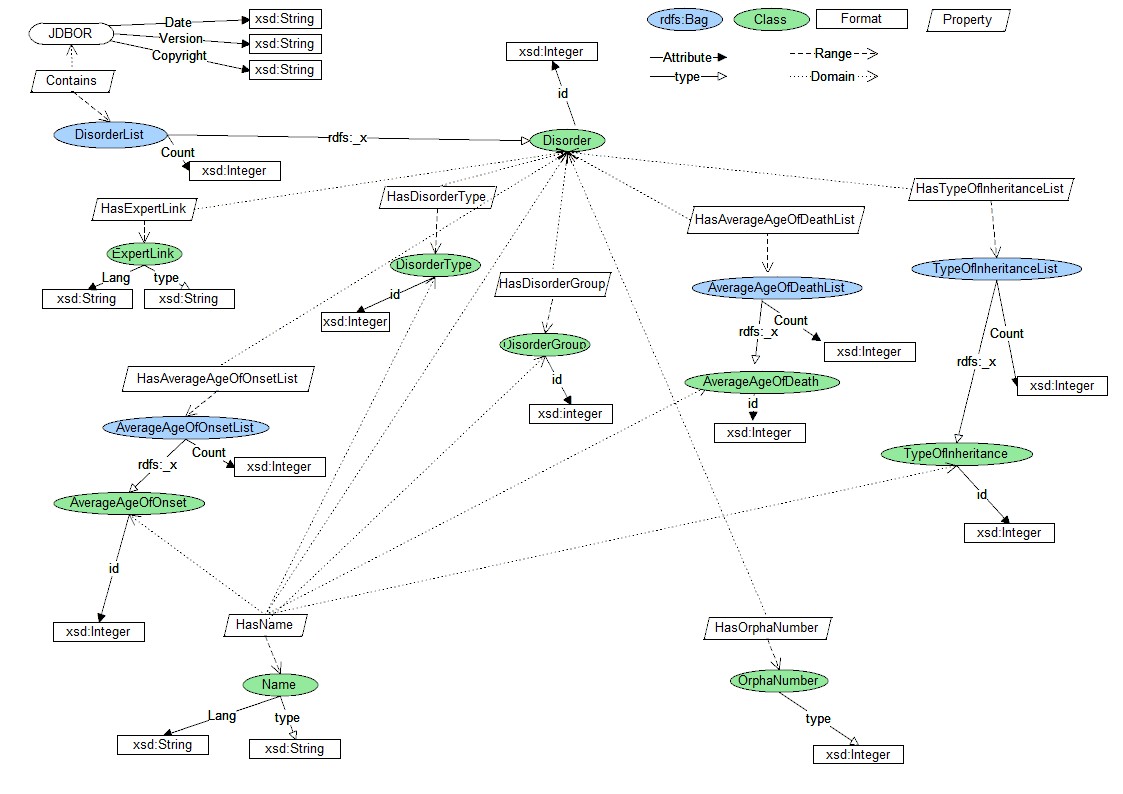 JDBOR
Date
Version
Copyright
xsd:String
xsd:String
xsd:String
rdfs:Bag
Class
Format
Property
Attribute
type
Range
Domain
xsd:Integer
id
Contains
DisorderList
rdfs:_x
Disorder
Count
xsd:Integer
HasExpertLink
HasDisorderType
HasAverageAgeOfDeathList
HasTypeOfInheritanceList
ExpertLink
Lang
type
xsd:String
xsd:String
DisorderType
id
xsd:Integer
HasDisorderGroup
DisorderGroup
id
xsd:integer
AverageAgeOfDeathList
rdfs:_x
Count
xsd:Integer
AverageAgeOfDeath
id
xsd:Integer
TypeOfInheritanceList
Count
rdfs:_x
xsd:Integer
TypeOfInheritance
id
xsd:Integer
HasAverageAgeOfOnsetList
AverageAgeOfOnsetList
rdfs:_x
Count
xsd:Integer
AverageAgeOfOnset
id
xsd:Integer
HasName
Name
Lang
type
xsd:String
xsd:String
HasOrphaNumber
OrphaNumber
type
xsd:Integer